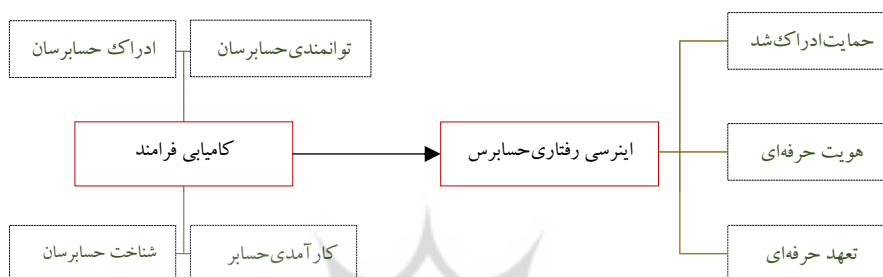 حمایت‌ادراک‌شد
توانمندی‌حسابرسان
ادراک حسابرسان
کامیابی فرامند
اینرسی رفتاری‌حسابرس
هویت حرفه‌ای
کارآمدی‌حسابر
شناخت حسابرسان
تعهد حرفه‌ای